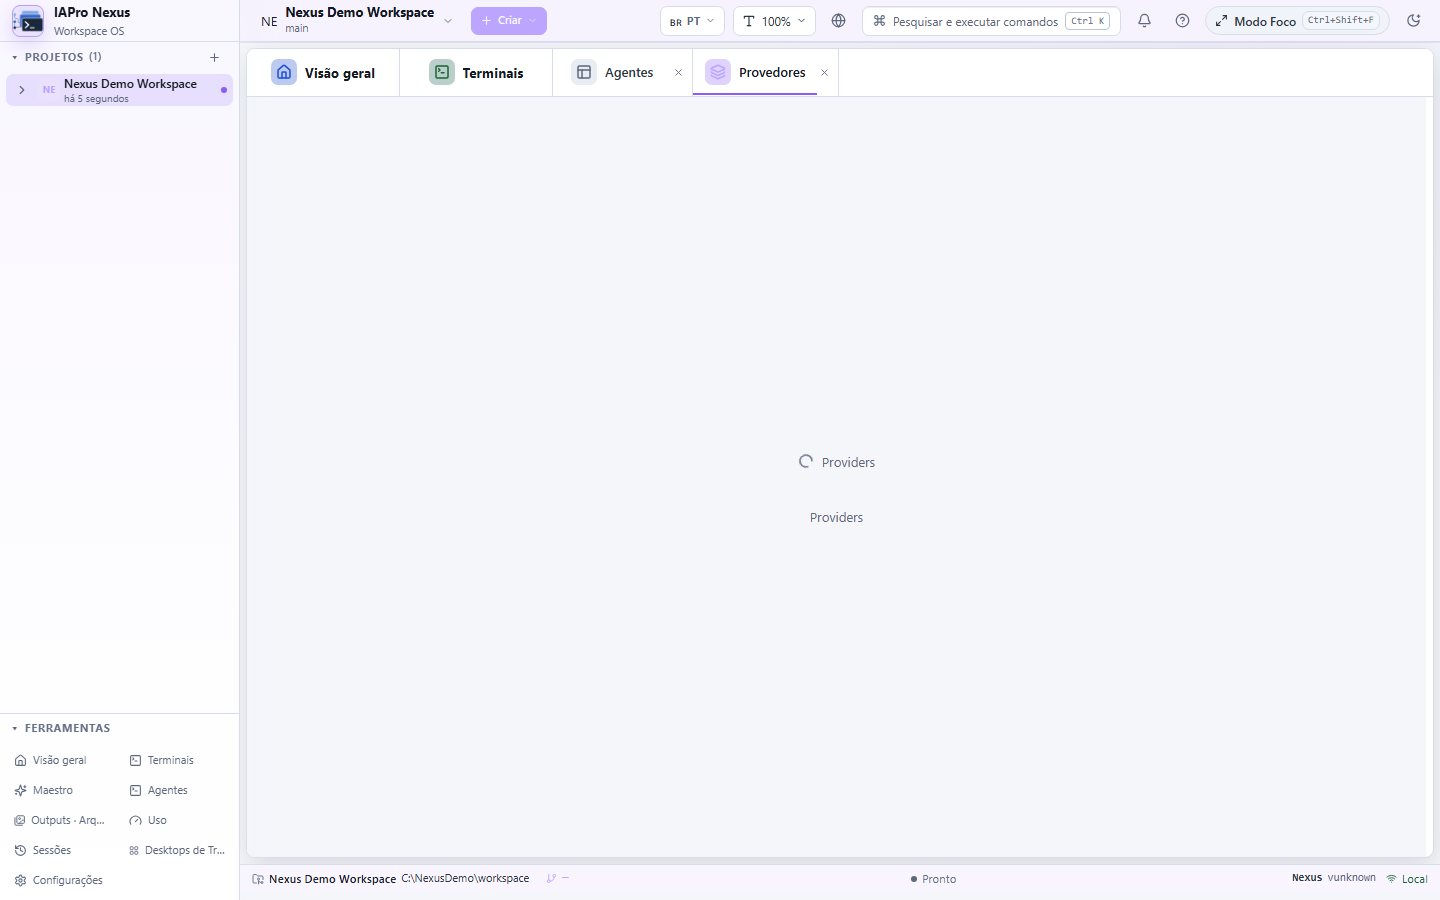 IAPro Nexus
Workspace OS
PROJETOS (1)
NE
Nexus Demo Workspace
há 5 segundos
NE
Nexus Demo Workspace
main
Criar
BR PT
100%
Pesquisar e executar comandos
Ctrl K
Modo Foco
Ctrl+Shift+F
Visão geral
Terminais
Agentes
Provedores
Providers
Providers
FERRAMENTAS
Visão geral
Terminais
Maestro
Agentes
Outputs · Arq...
Uso
Sessões
Desktops de Tr...
Configurações
Nexus Demo Workspace C:\NexusDemo\workspace
Pronto
Nexus vunknown
Local